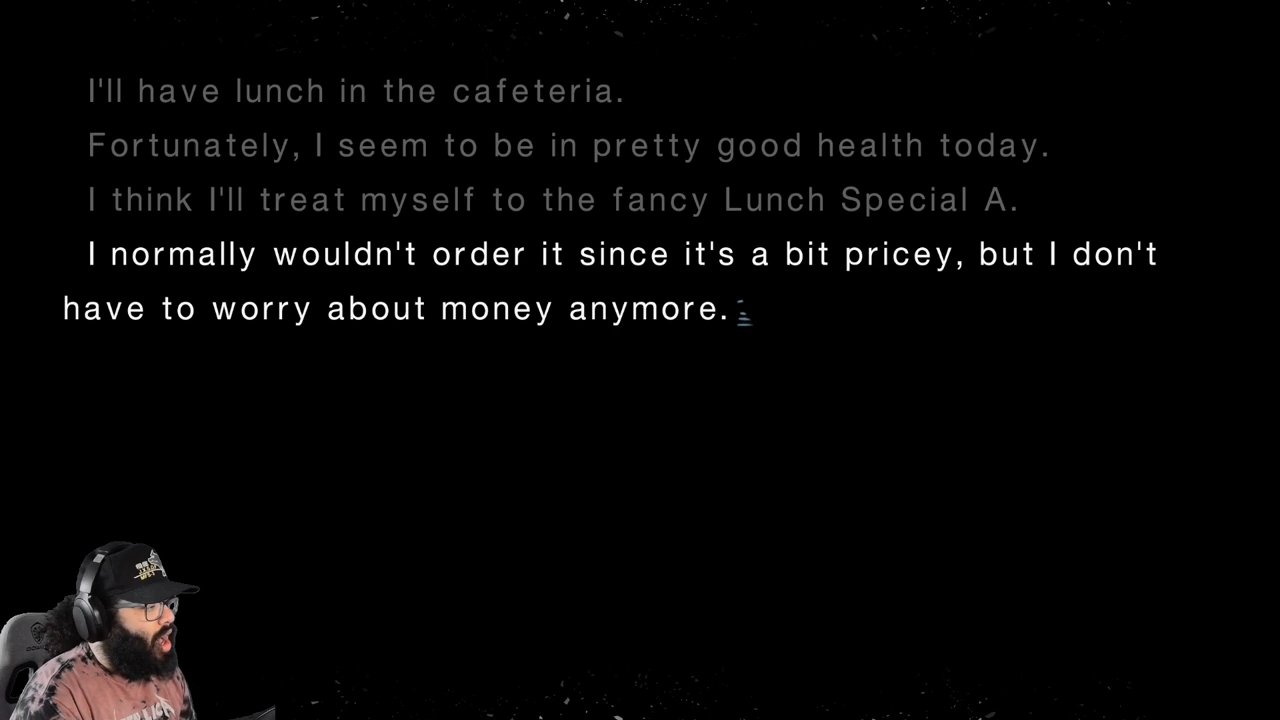 I'll have lunch in the cafeteria.
Fortunately, I seem to be in pretty good health today.
I think I'll treat myself to the fancy Lunch Special A.
I normally wouldn't order it since it's a bit pricey, but I don't
have to worry about money anymore.